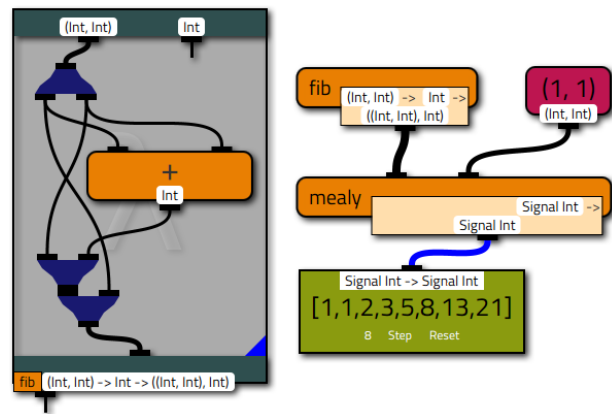 (Int, Int)
Int
+
Int
fib
(Int, Int) -> Int -> ((Int, Int), Int)
fib
(Int, Int) -> Int ->
((Int, Int), Int)
(1, 1)
(Int, Int)
mealy
Signal Int ->
Signal Int
Signal Int -> Signal Int
[1,1,2,3,5,8,13,21]
8 Step Reset